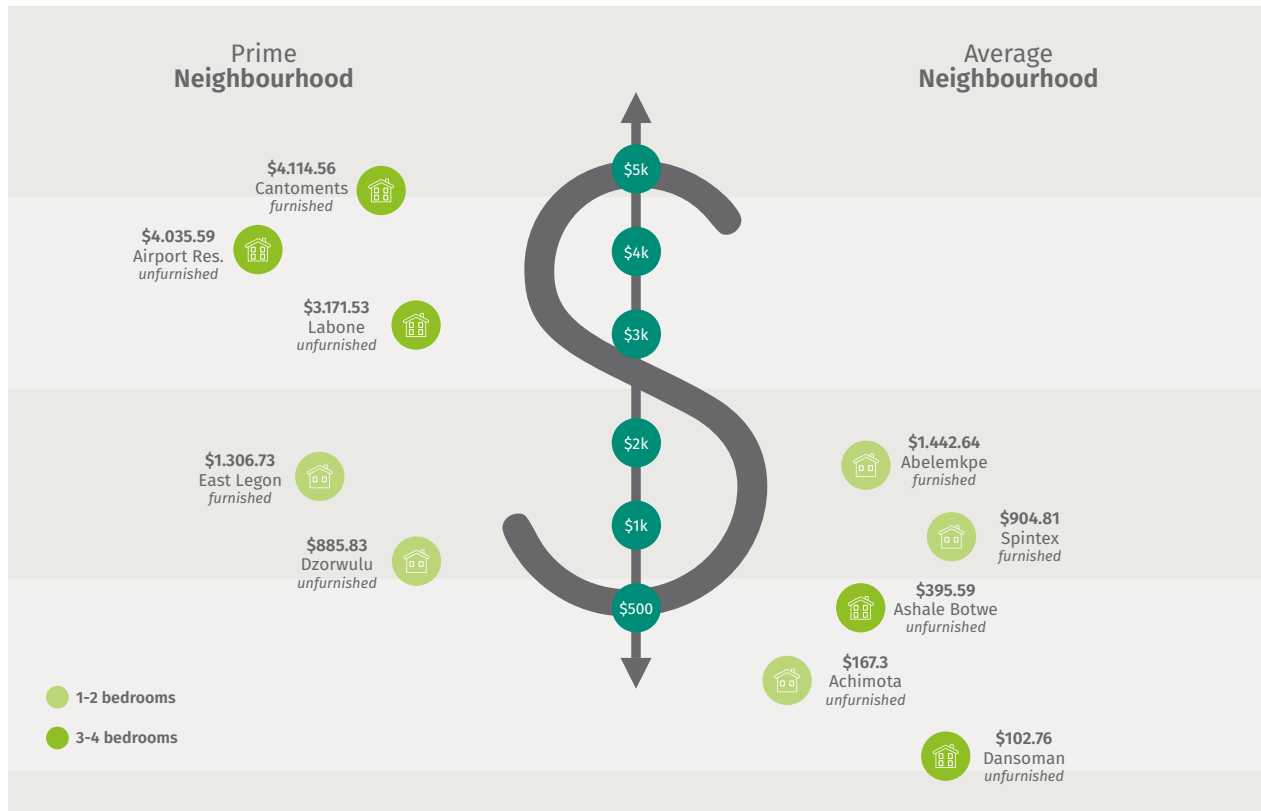 Prime
Neighbourhood
$4.114.56
Cantoments
furnished
$4.035.59
Airport Res.
unfurnished
$3.171.53
Labone
unfurnished
$1.306.73
East Legon
furnished
$885.83
Dzorwulu
unfurnished
1-2 bedrooms
3-4 bedrooms
$5k
$4k
$3k
$2k
$1k
$500
Average
Neighbourhood
$1.442.64
Abelemkpe
furnished
$904.81
Spintex
furnished
$395.59
Ashale Botwe
unfurnished
$167.3
Achimota
unfurnished
$102.76
Dansoman
unfurnished